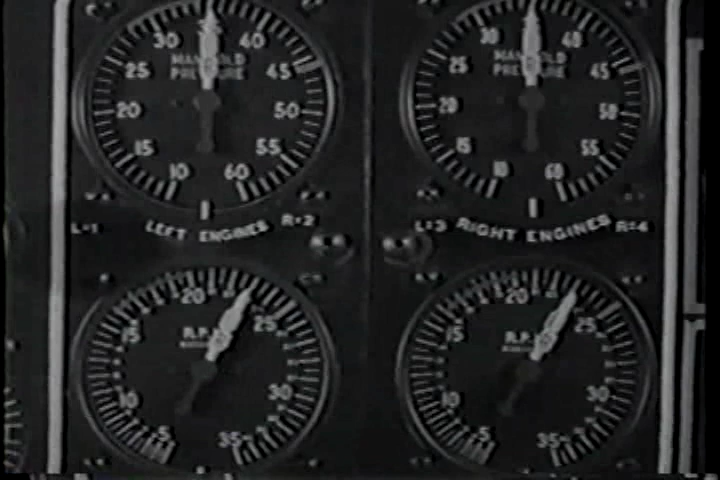 30 40
MANIFOLD
PRESSURE
25 45
20 50
15 55
10 60
30 40
MANIFOLD
PRESSURE
25 45
20 50
15 55
10 60
L=1 LEFT ENGINES R=2
L=3 RIGHT ENGINES R=4
20
25
15
R.P.
10 30
5 35
20
25
15
R.P.
10 30
5 35